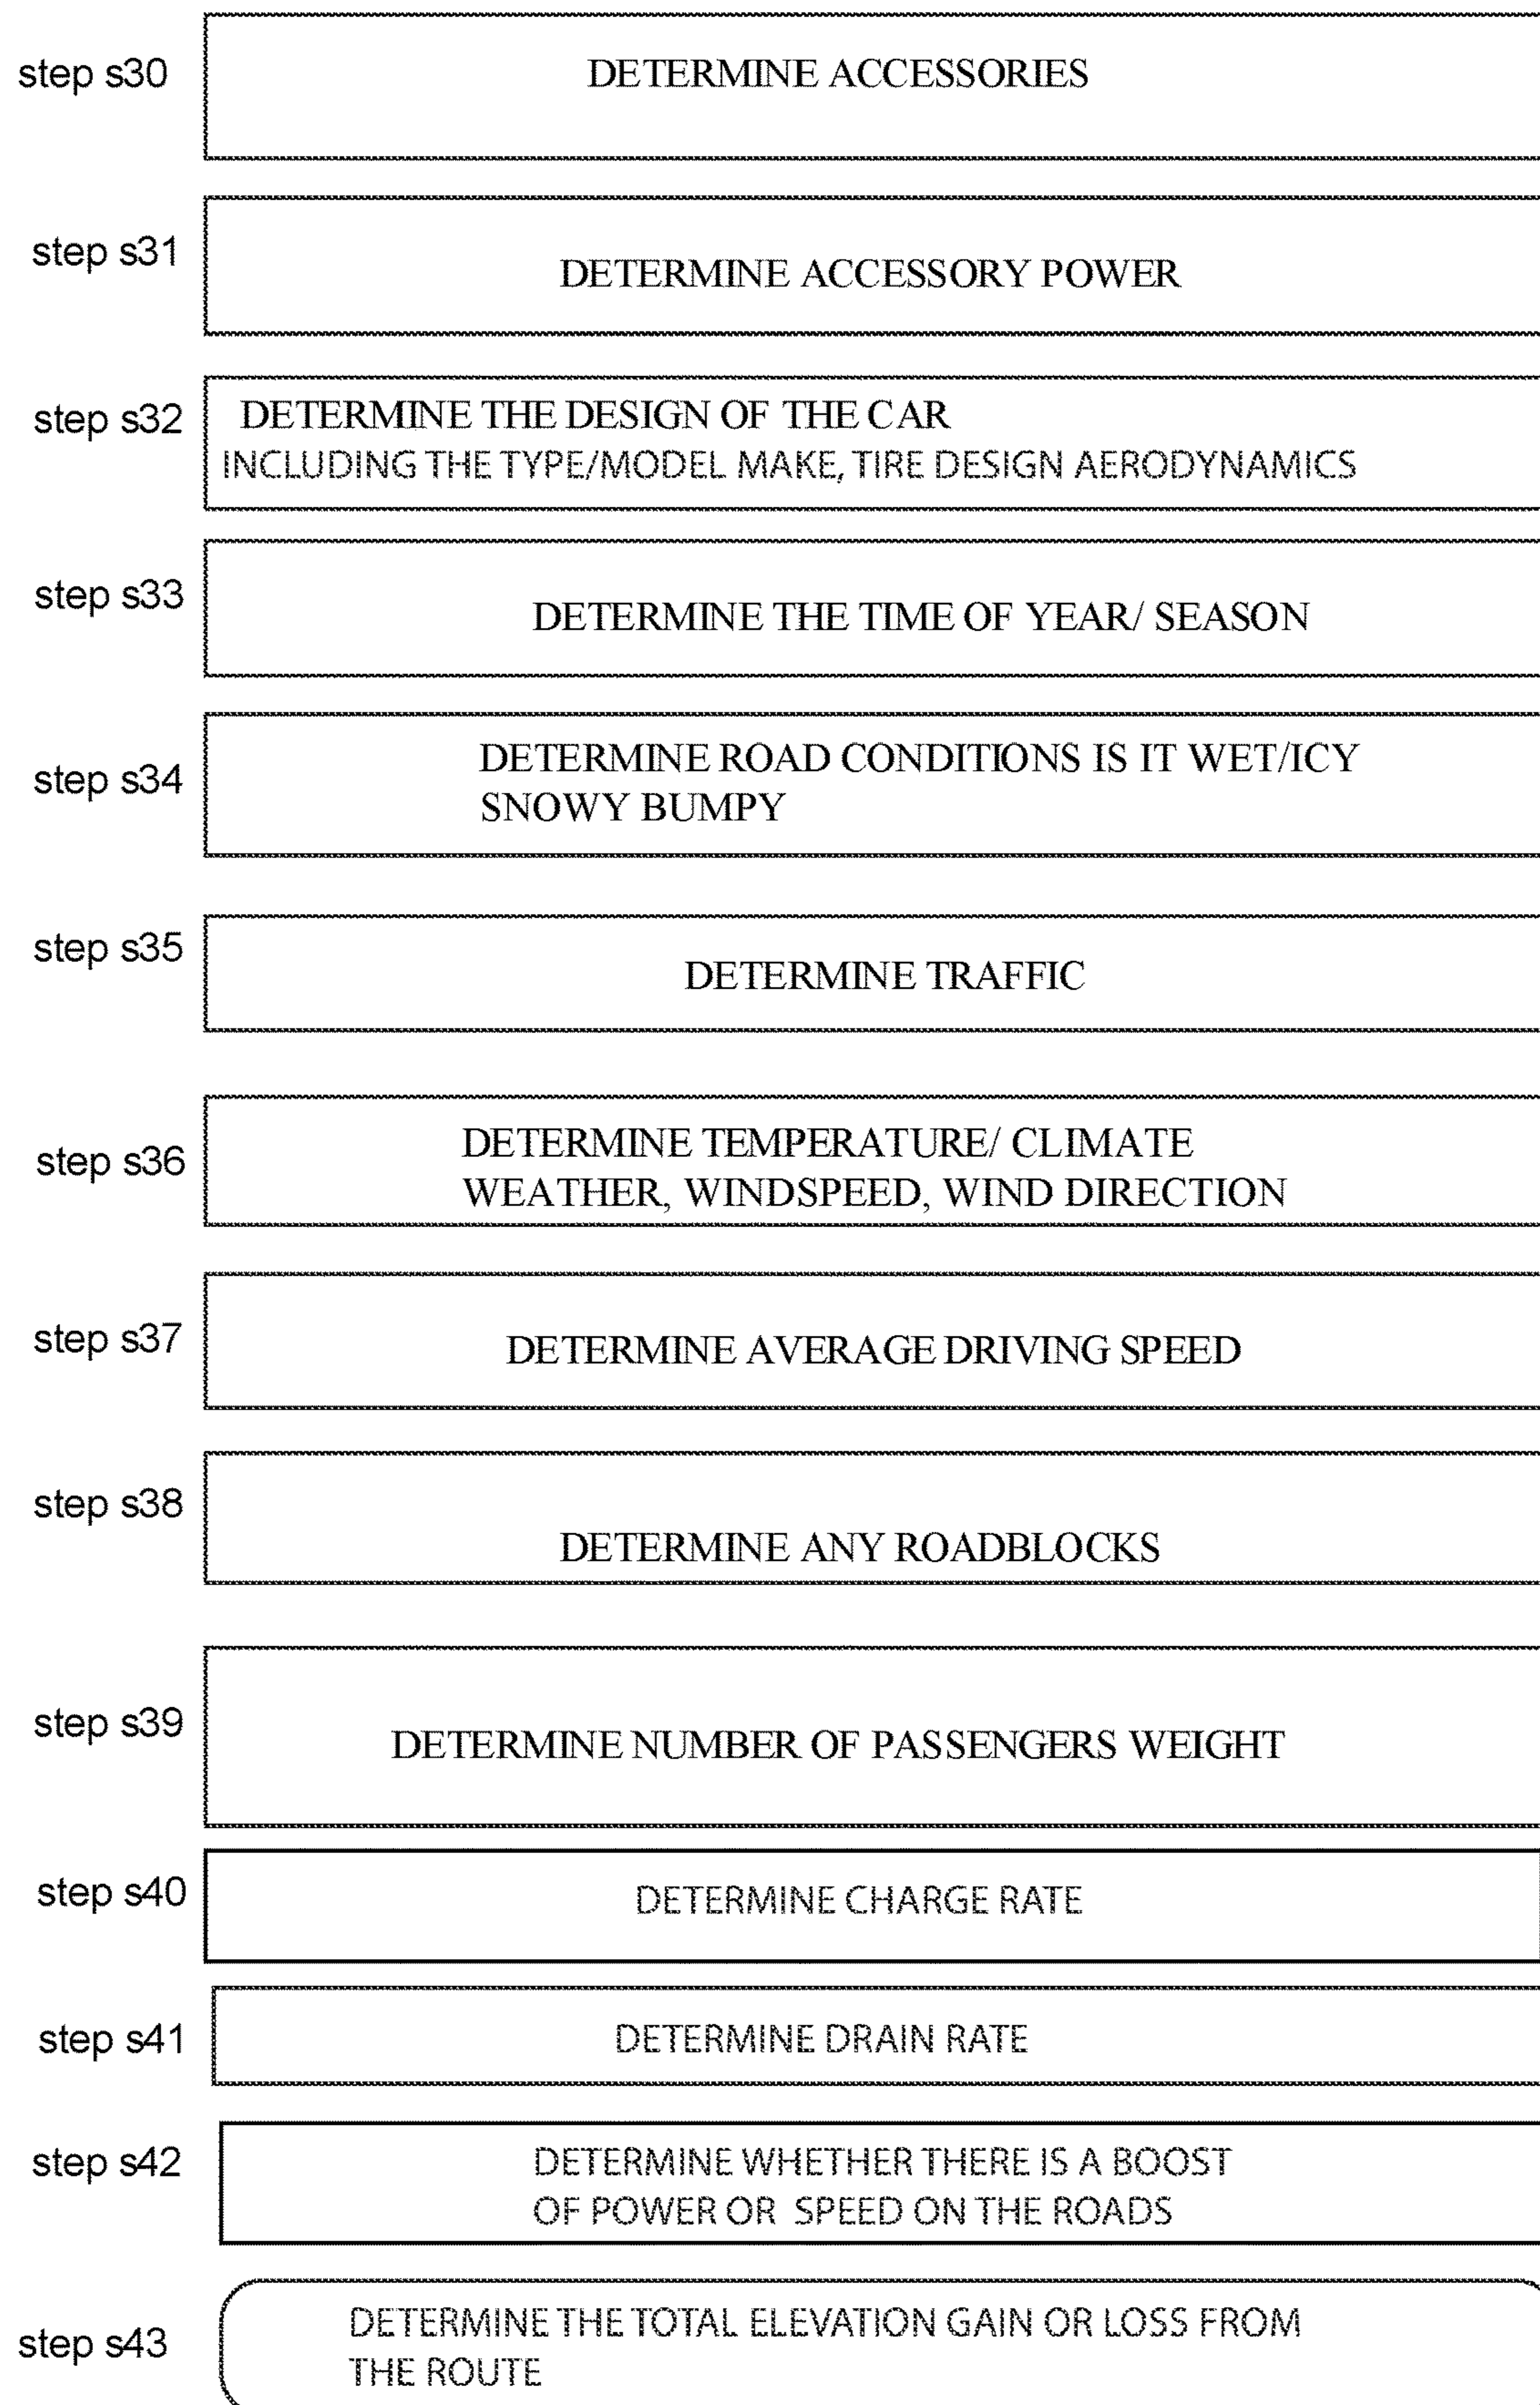 step s30
DETERMINE ACCESSORIES
step s31
DETERMINE ACCESSORY POWER
step s32
DETERMINE THE DESIGN OF THE CAR
INCLUDING THE TYPE/MODEL MAKE, TIRE DESIGN AERODYNAMICS
step s33
DETERMINE THE TIME OF YEAR/ SEASON
step s34
DETERMINE ROAD CONDITIONS IS IT WET/ICY
SNOWY BUMPY
step s35
DETERMINE TRAFFIC
step s36
DETERMINE TEMPERATURE/ CLIMATE
WEATHER, WINDSPEED, WIND DIRECTION
step s37
DETERMINE AVERAGE DRIVING SPEED
step s38
DETERMINE ANY ROADBLOCKS
step s39
DETERMINE NUMBER OF PASSENGERS WEIGHT
step s40
DETERMINE CHARGE RATE
step s41
DETERMINE DRAIN RATE
step s42
DETERMINE WHETHER THERE IS A BOOST
OF POWER OR SPEED ON THE ROADS
step s43
DETERMINE THE TOTAL ELEVATION GAIN OR LOSS FROM
THE ROUTE